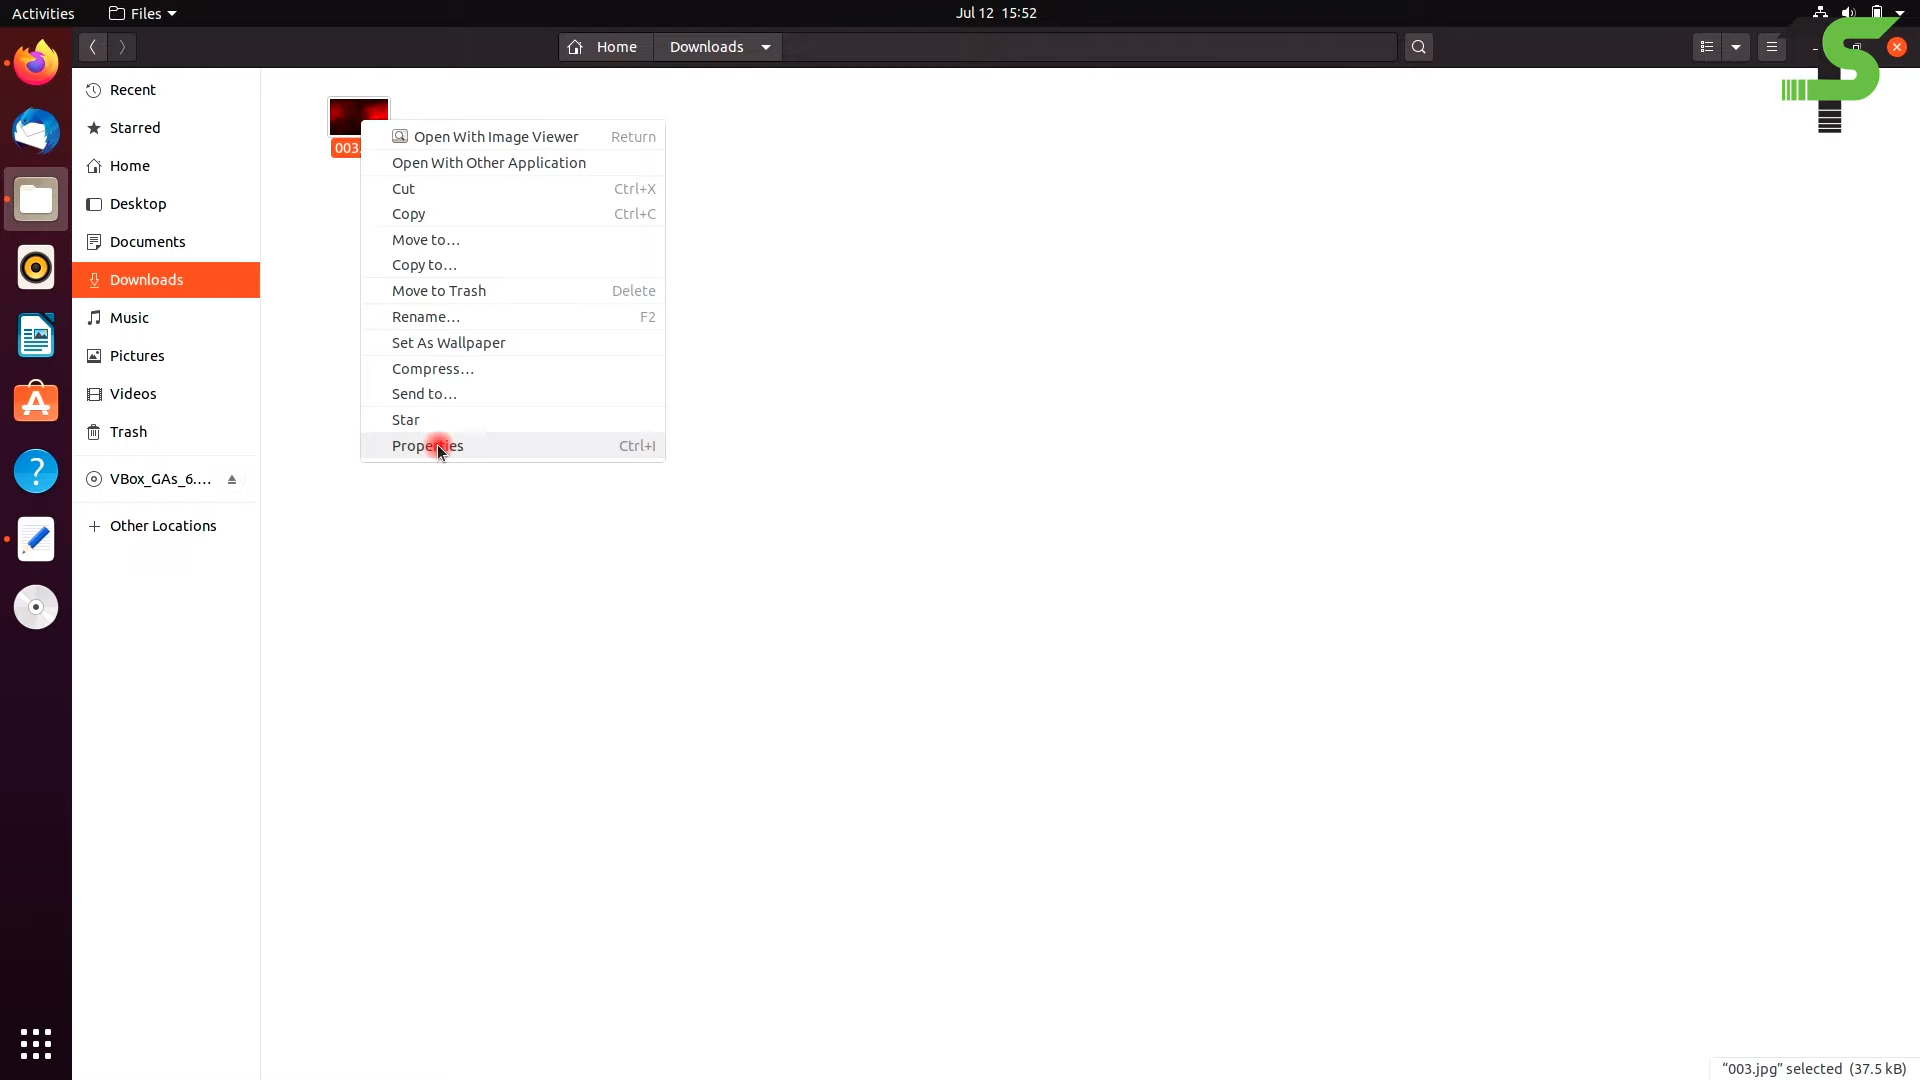 Activities Files Jul 12 15:52
Home Downloads
Recent
Starred
Home
Desktop
Documents
Downloads
Music
Pictures
Videos
Trash
VBox_GAs_6....
Other Locations
003.
Open With Image Viewer Return
Open With Other Application
Cut Ctrl+X
Copy Ctrl+C
Move to…
Copy to…
Move to Trash Delete
Rename… F2
Set As Wallpaper
Compress…
Send to…
Star
Properties Ctrl+I
S
“003.jpg” selected (37.5 kB)